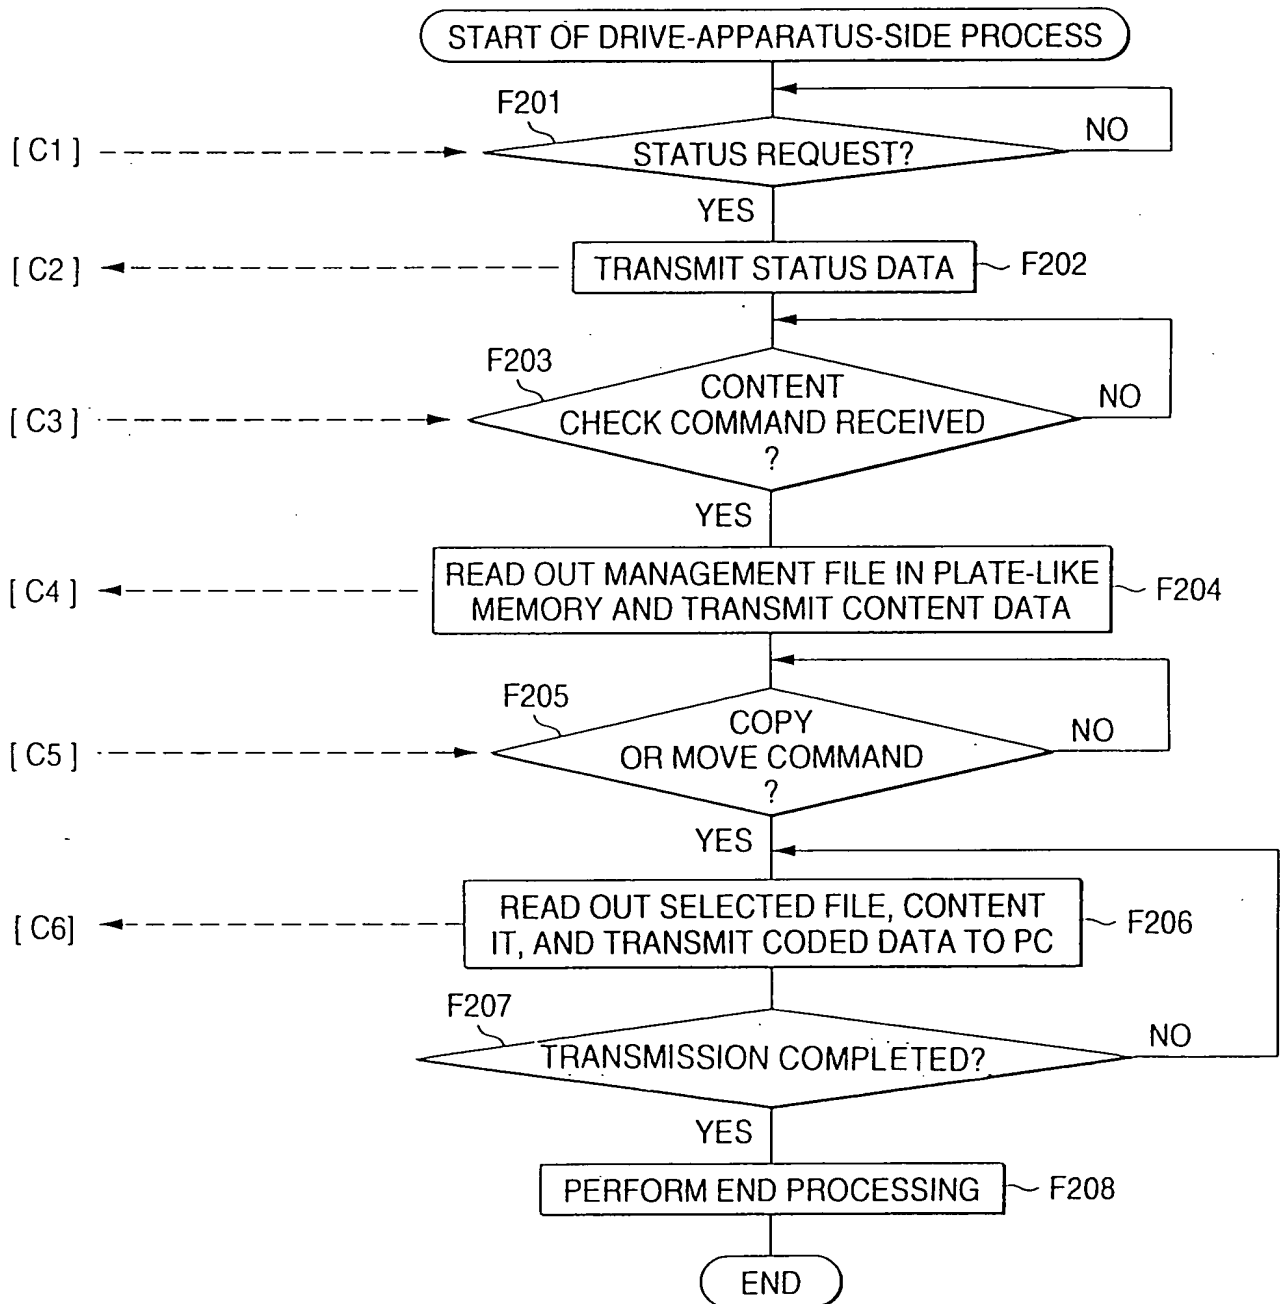 START OF DRIVE-APPARATUS-SIDE PROCESS
F201
NO
[C1]
STATUS REQUEST?
YES
[C2]
TRANSMIT STATUS DATA
F202
F203
CONTENT
NO
[C3]
CHECK COMMAND RECEIVED
?
YES
[C4]
READ OUT MANAGEMENT FILE IN PLATE-LIKE
MEMORY AND TRANSMIT CONTENT DATA
F204
F205
COPY
NO
[C5]
OR MOVE COMMAND
?
YES
[C6]
READ OUT SELECTED FILE, CONTENT
IT, AND TRANSMIT CODED DATA TO PC
F206
F207
NO
TRANSMISSION COMPLETED?
YES
PERFORM END PROCESSING
F208
END